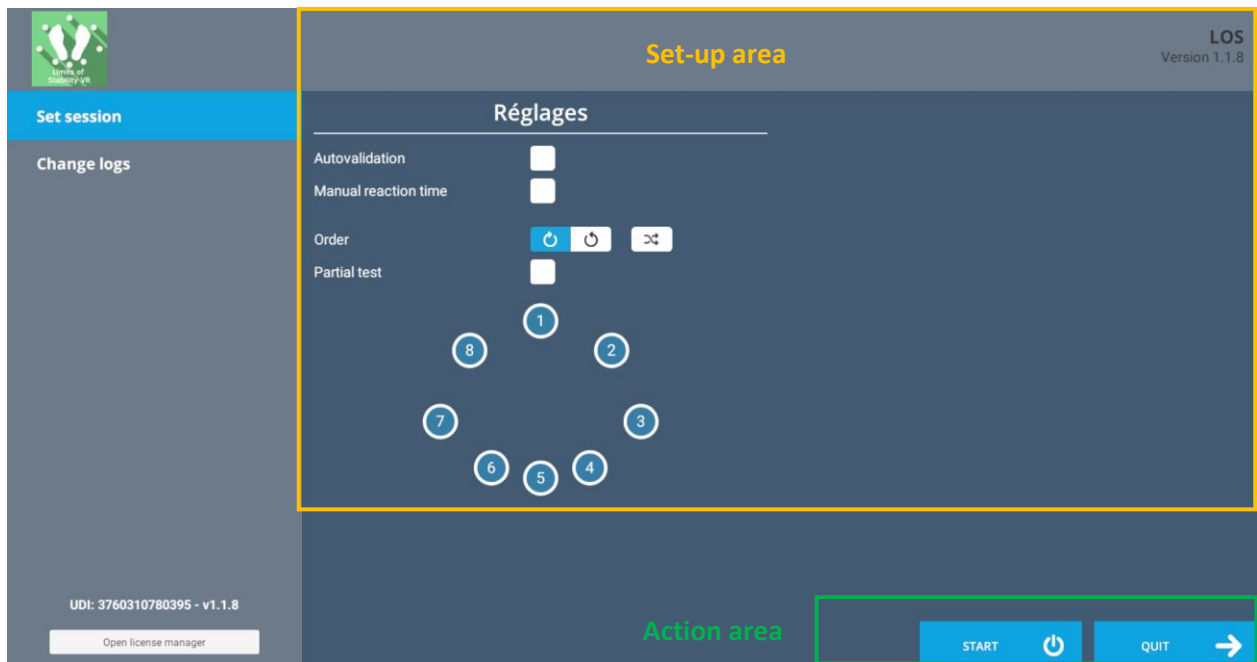 Limits of
Stability VR
Set-up area
LOS
Version 1.1.8
Set session
Change logs
Réglages
Autovalidation
Manual reaction time
Order
Partial test
1
8
2
7
3
6
5
4
UDI: 3760310780395 - v1.1.8
Open license manager
Action area
START
QUIT